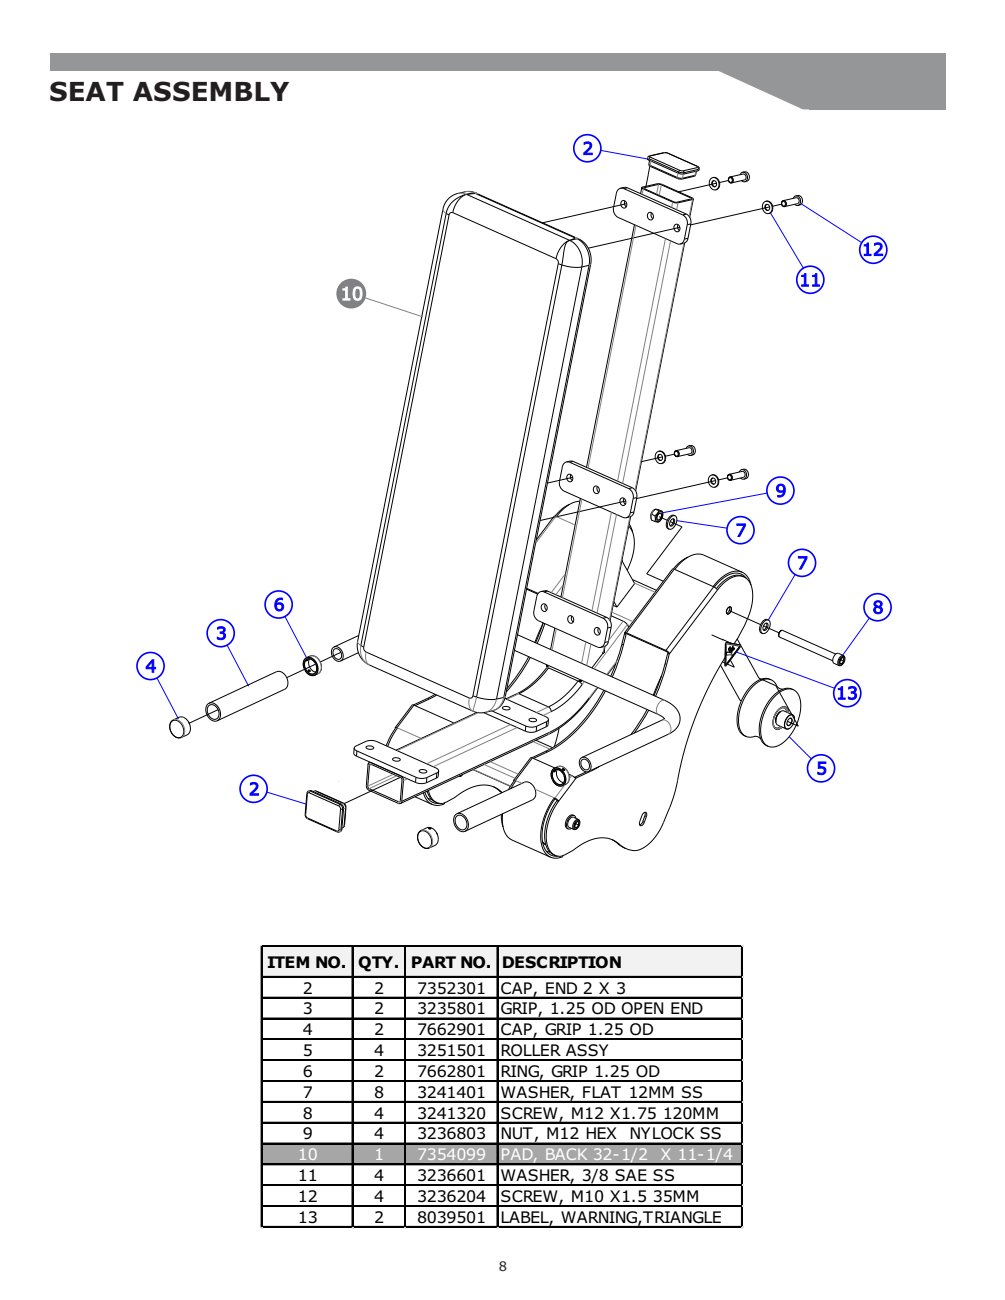 SEAT ASSEMBLY
2
12
11
10
9
7
7
6
8
3
4
13
5
2
ITEM NO. QTY. PART NO. DESCRIPTION
2 2 7352301 CAP, END 2 X 3
3 2 3235801 GRIP, 1.25 OD OPEN END
4 2 7662901 CAP, GRIP 1.25 OD
5 4 3251501 ROLLER ASSY
6 2 7662801 RING, GRIP 1.25 OD
7 8 3241401 WASHER, FLAT 12MM SS
8 4 3241320 SCREW, M12 X1.75 120MM
9 4 3236803 NUT, M12 HEX NYLOCK SS
10 1 7354099 PAD, BACK 32-1/2 X 11-1/4
11 4 3236601 WASHER, 3/8 SAE SS
12 4 3236204 SCREW, M10 X1.5 35MM
13 2 8039501 LABEL, WARNING,TRIANGLE
8